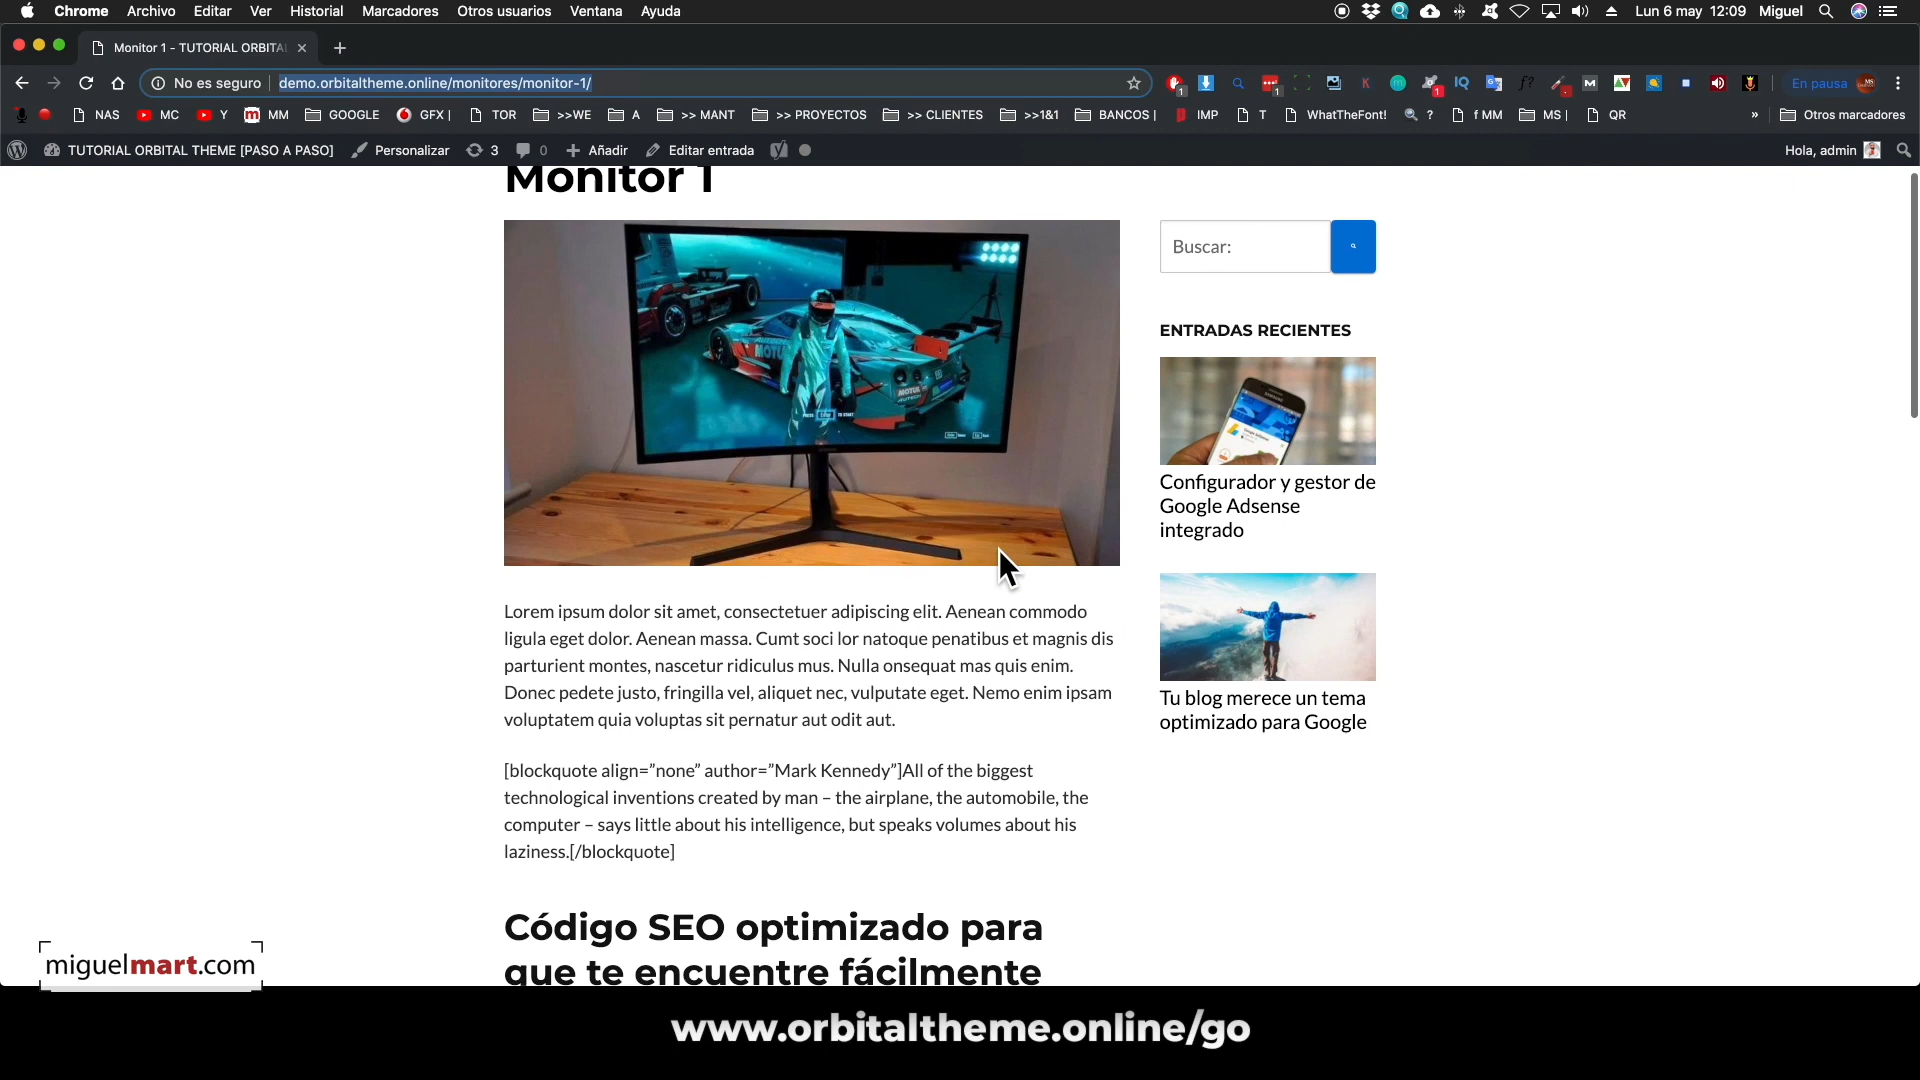 Chrome Archivo Editar Ver Historial Marcadores Otros usuarios Ventana Ayuda Lun 6 may 12:09 Miguel
Monitor 1 - TUTORIAL ORBITAL
No es seguro demo.orbitaltheme.online/monitores/monitor-1/ En pausa
NAS MC Y MM GOOGLE GFX | TOR >>WE A >> MANT >> PROYECTOS >> CLIENTES >>1&1 BANCOS | IMP T WhatTheFont! ? f MM MS | QR » Otros marcadores
TUTORIAL ORBITAL THEME [PASO A PASO] Personalizar 3 0 Añadir Editar entrada Hola, admin
Monitor 1
Buscar:
ENTRADAS RECIENTES
Configurador y gestor de
Google Adsense
integrado
Tu blog merece un tema
optimizado para Google
Lorem ipsum dolor sit amet, consectetuer adipiscing elit. Aenean commodo
ligula eget dolor. Aenean massa. Cumt soci lor natoque penatibus et magnis dis
parturient montes, nascetur ridiculus mus. Nulla onsequat mas quis enim.
Donec pedete justo, fringilla vel, aliquet nec, vulputate eget. Nemo enim ipsam
voluptatem quia voluptas sit pernatur aut odit aut.
[blockquote align=”none” author=”Mark Kennedy”]All of the biggest
technological inventions created by man – the airplane, the automobile, the
computer – says little about his intelligence, but speaks volumes about his
laziness.[/blockquote]
Código SEO optimizado para
que te encuentre fácilmente
miguelmart.com
www.orbitaltheme.online/go